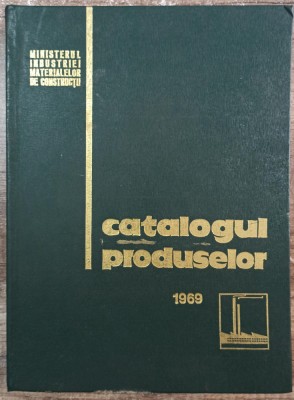 MINISTERUL
INDUSTRIEI
MATERIALELOR
DE CONSTRUCȚII
catalogul
produselor
1969